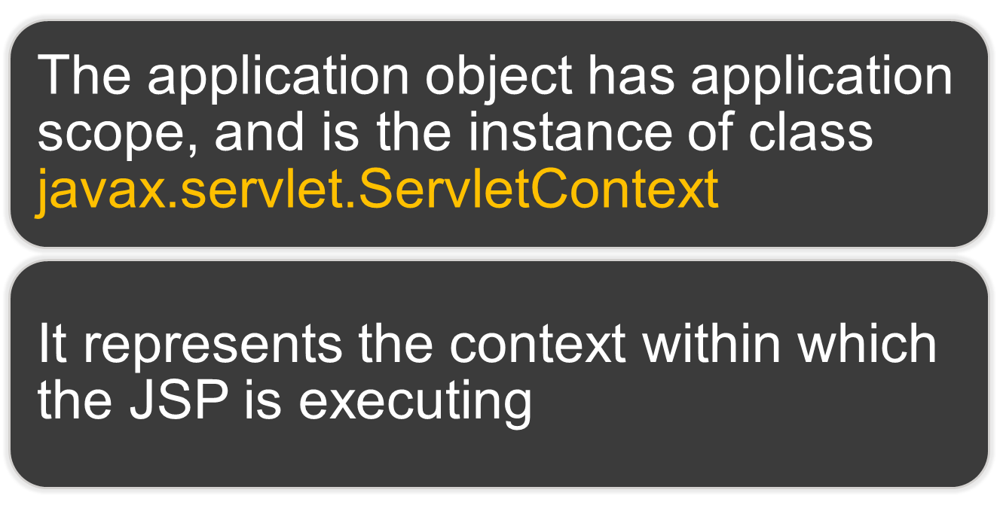 The application object has application
scope, and is the instance of class
javax.servlet.ServletContext
It represents the context within which
the JSP is executing